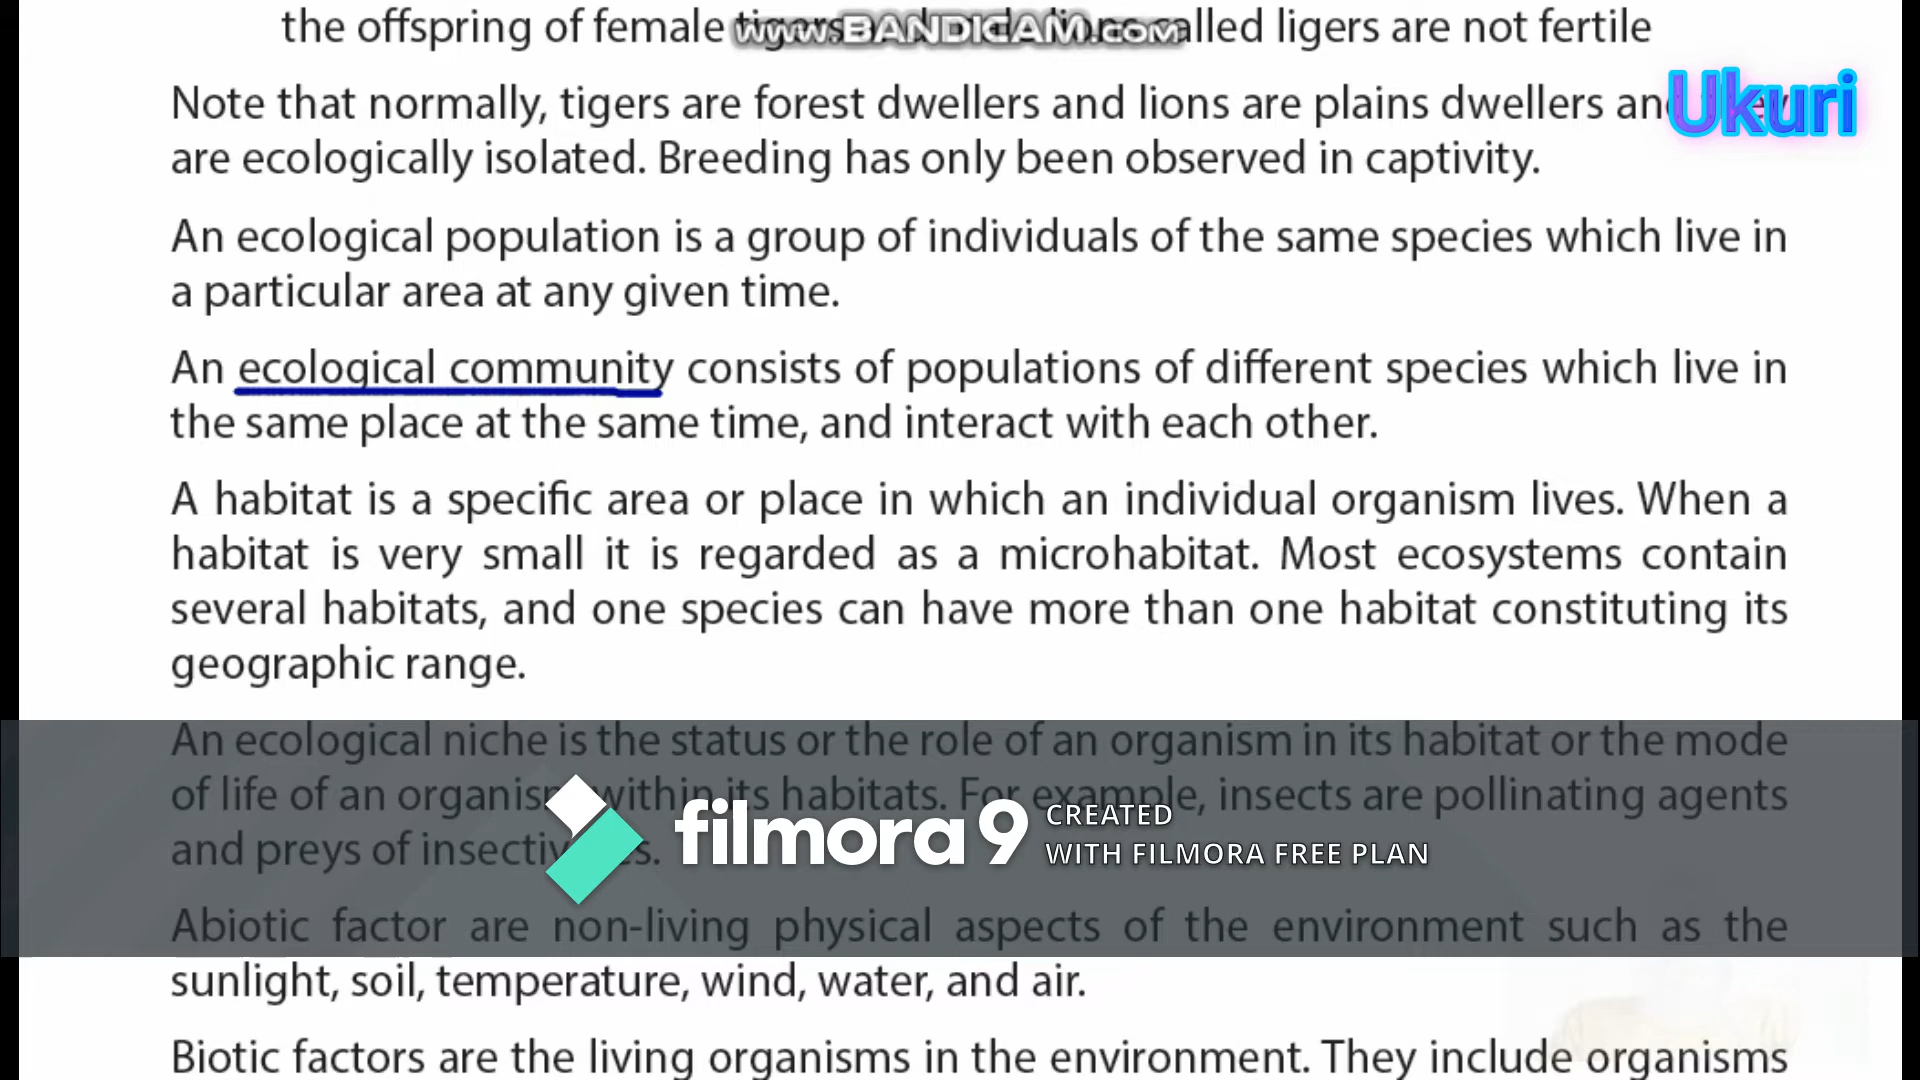 the offspring of female tigers called ligers are not fertile
www.BANDICAM.com
Ukuri
Note that normally, tigers are forest dwellers and lions are plains dwellers and
are ecologically isolated. Breeding has only been observed in captivity.
An ecological population is a group of individuals of the same species which live in
a particular area at any given time.
An ecological community consists of populations of different species which live in
the same place at the same time, and interact with each other.
A habitat is a specific area or place in which an individual organism lives. When a
habitat is very small it is regarded as a microhabitat. Most ecosystems contain
several habitats, and one species can have more than one habitat constituting its
geographic range.
An ecological niche is the status or the role of an organism in its habitat or the mode
of life of an organism within its habitats. For example, insects are pollinating agents
and preys of
filmora 9
CREATED
WITH FILMORA FREE PLAN
Abiotic factor are non-living physical aspects of the environment such as the
sunlight, soil, temperature, wind, water, and air.
Biotic factors are the living organisms in the environment. They include organisms